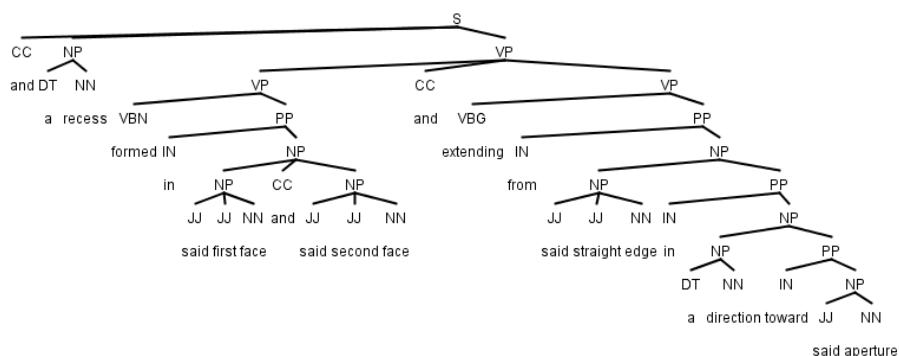 S
CC NP VP
and DT NN VP CC VP
a recess VBN PP and VBG PP
formed IN NP extending IN NP
in NP CC NP from NP PP
JJ JJ NN and JJ JJ NN JJ JJ NN IN NP
said first face said second face said straight edge in NP PP
DT NN IN NP
a direction toward JJ NN
said aperture